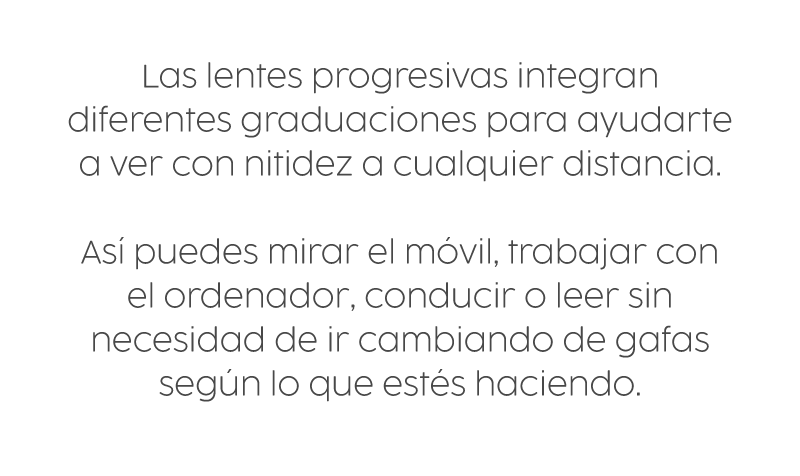 Las lentes progresivas integran
diferentes graduaciones para ayudarte
a ver con nitidez a cualquier distancia.
Así puedes mirar el móvil, trabajar con
el ordenador, conducir o leer sin
necesidad de ir cambiando de gafas
según lo que estés haciendo.